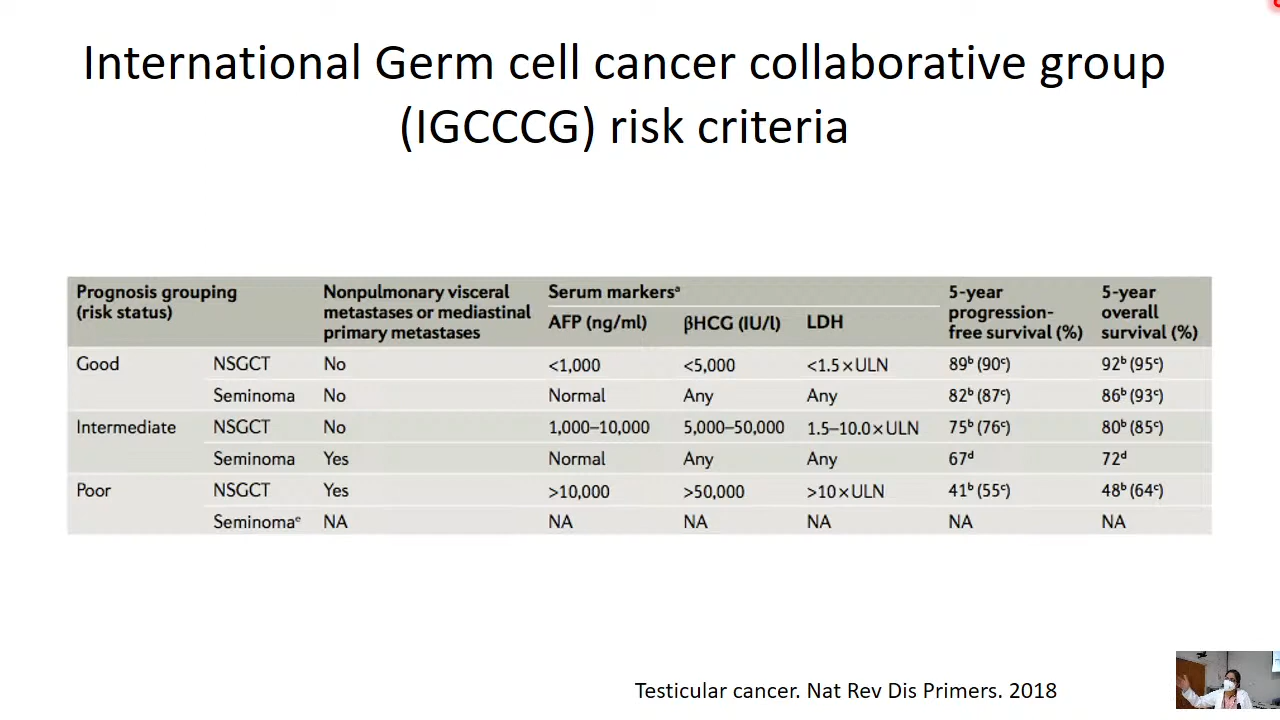 International Germ cell cancer collaborative group
(IGCCCG) risk criteria
Prognosis grouping (risk status) Nonpulmonary visceral metastases or mediastinal primary metastases Serum markersᵃ 5-year progression-free survival (%) 5-year overall survival (%)
AFP (ng/ml) βHCG (IU/l) LDH
Good NSGCT No <1,000 <5,000 <1.5×ULN 89ᵇ (90ᶜ) 92ᵇ (95ᶜ)
Seminoma No Normal Any Any 82ᵇ (87ᶜ) 86ᵇ (93ᶜ)
Intermediate NSGCT No 1,000–10,000 5,000–50,000 1.5–10.0×ULN 75ᵇ (76ᶜ) 80ᵇ (85ᶜ)
Seminoma Yes Normal Any Any 67ᵈ 72ᵈ
Poor NSGCT Yes >10,000 >50,000 >10×ULN 41ᵇ (55ᶜ) 48ᵇ (64ᶜ)
Seminomaᵉ NA NA NA NA NA NA
Testicular cancer. Nat Rev Dis Primers. 2018